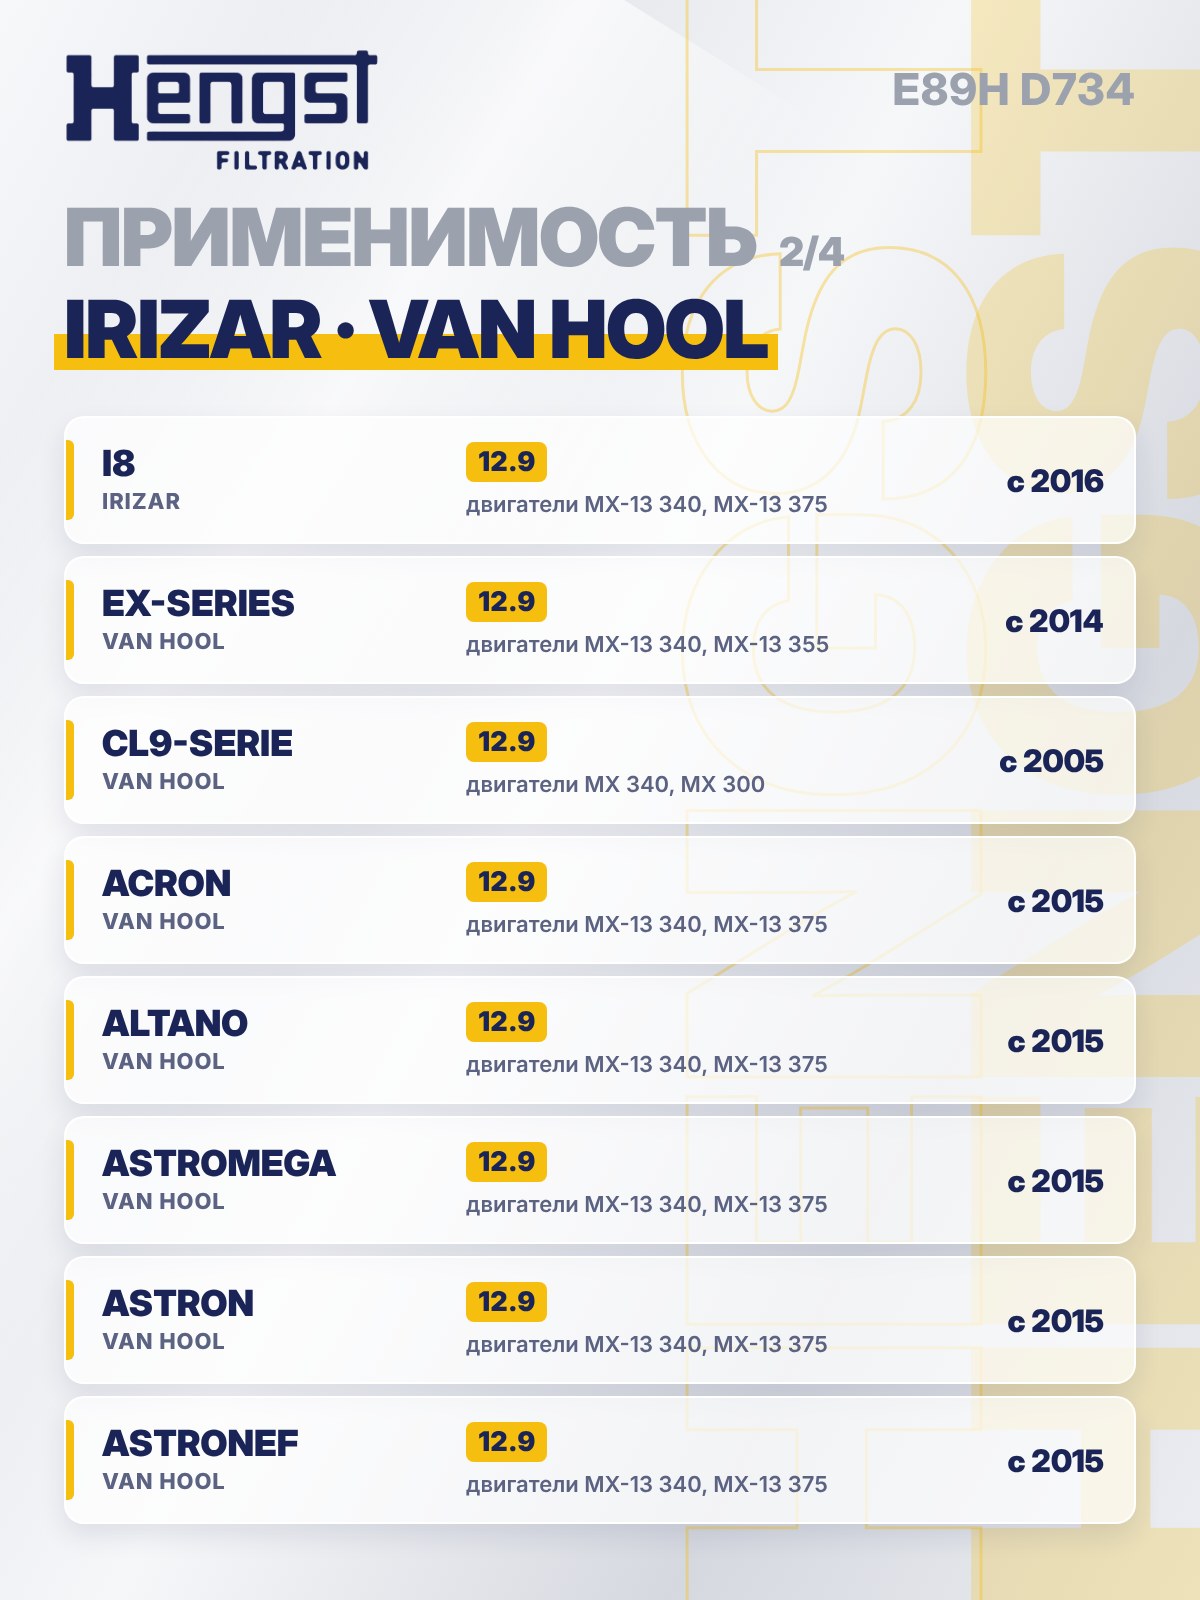 Hengst
FILTRATION
E89H D734
ПРИМЕНИМОСТЬ 2/4
IRIZAR · VAN HOOL
I8
IRIZAR
12.9
двигатели MX-13 340, MX-13 375
с 2016
EX-SERIES
VAN HOOL
12.9
двигатели MX-13 340, MX-13 355
с 2014
CL9-SERIE
VAN HOOL
12.9
двигатели MX 340, MX 300
с 2005
ACRON
VAN HOOL
12.9
двигатели MX-13 340, MX-13 375
с 2015
ALTANO
VAN HOOL
12.9
двигатели MX-13 340, MX-13 375
с 2015
ASTROMEGA
VAN HOOL
12.9
двигатели MX-13 340, MX-13 375
с 2015
ASTRON
VAN HOOL
12.9
двигатели MX-13 340, MX-13 375
с 2015
ASTRONEF
VAN HOOL
12.9
двигатели MX-13 340, MX-13 375
с 2015
HENGST
HENGST